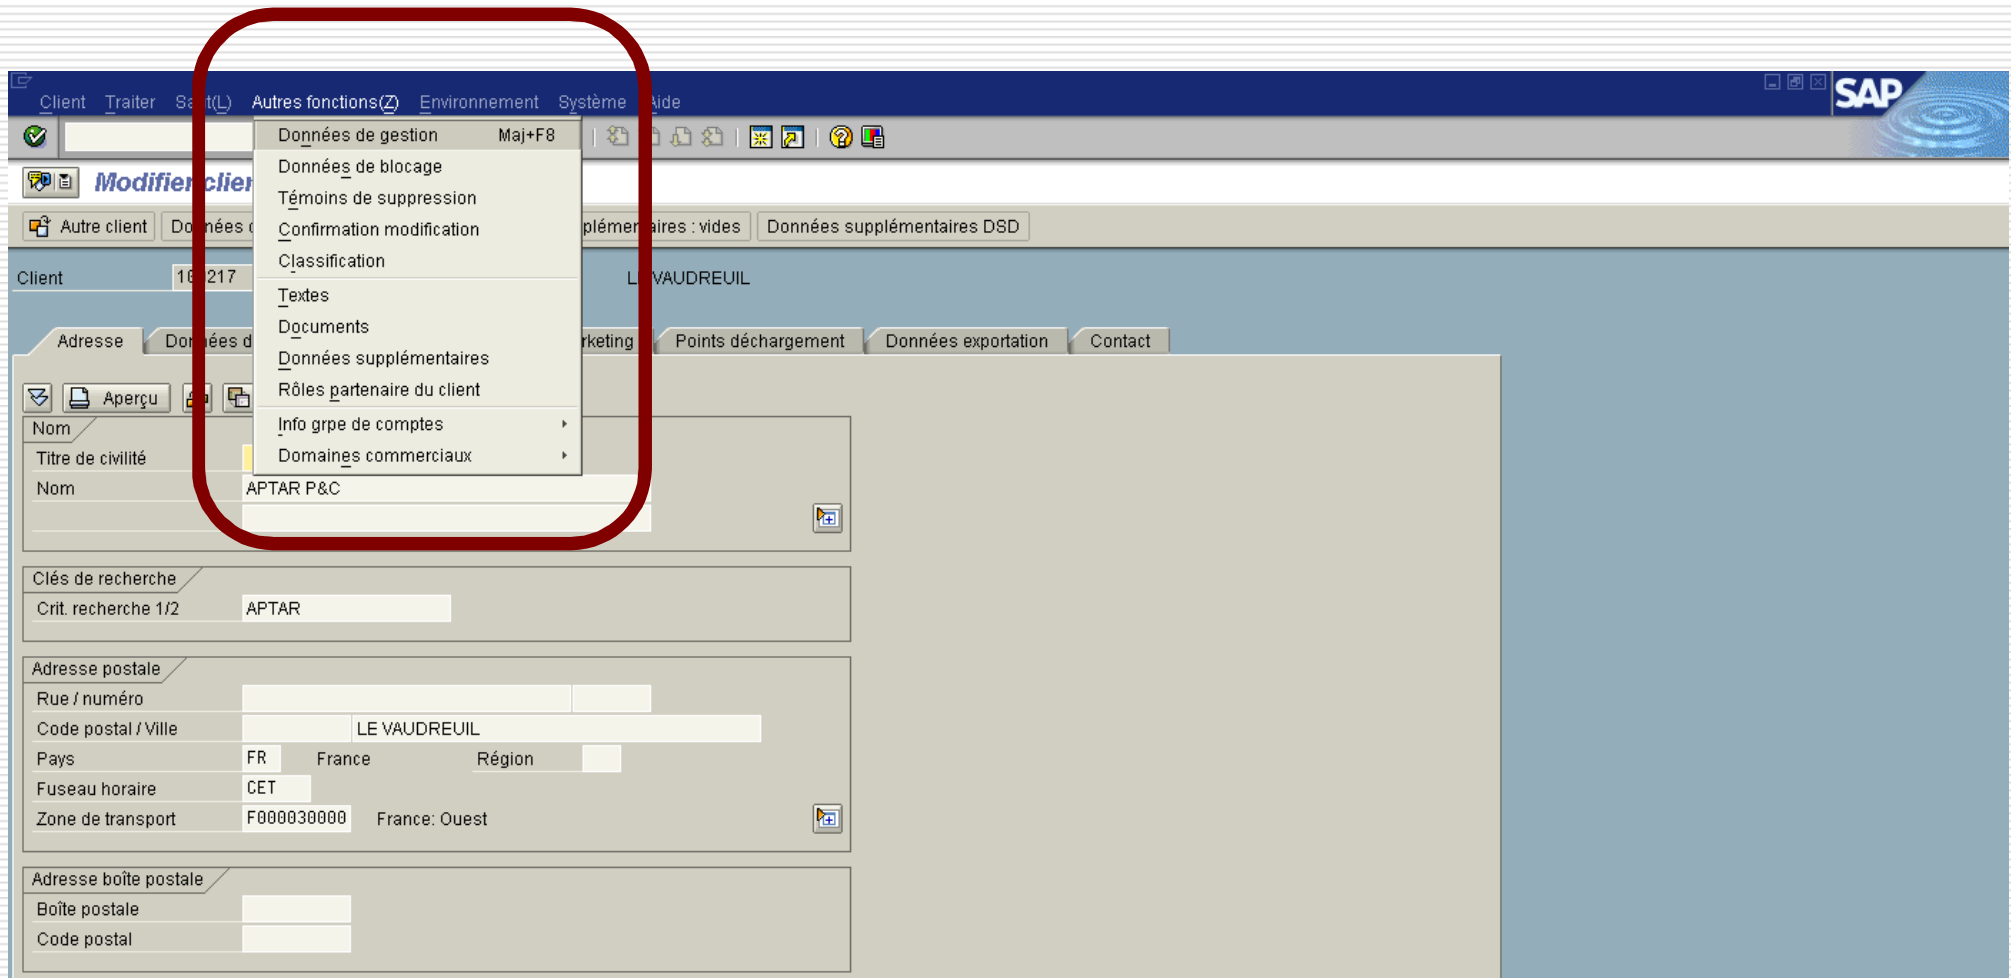 Client Traiter Autres fonctions(Z) Environnement Système
SAP
Données de gestion Maj+F8
Données de blocage
Modifier
Témoins de suppression
Autre client Confirmation modification : vides Données supplémentaires DSD
Classification
Client LE VAUDREUIL
Textes
Documents
Adresse Points déchargement Données exportation Contact
Données supplémentaires
Rôles partenaire du client
Aperçu
Info grpe de comptes
Nom
Domaines commerciaux
Titre de civilité
Nom APTAR P&C
Clés de recherche
Crit. recherche 1/2 APTAR
Adresse postale
Rue / numéro
Code postal / Ville LE VAUDREUIL
Pays FR France Région
Fuseau horaire CET
Zone de transport F000030000 France: Ouest
Adresse boîte postale
Boîte postale
Code postal